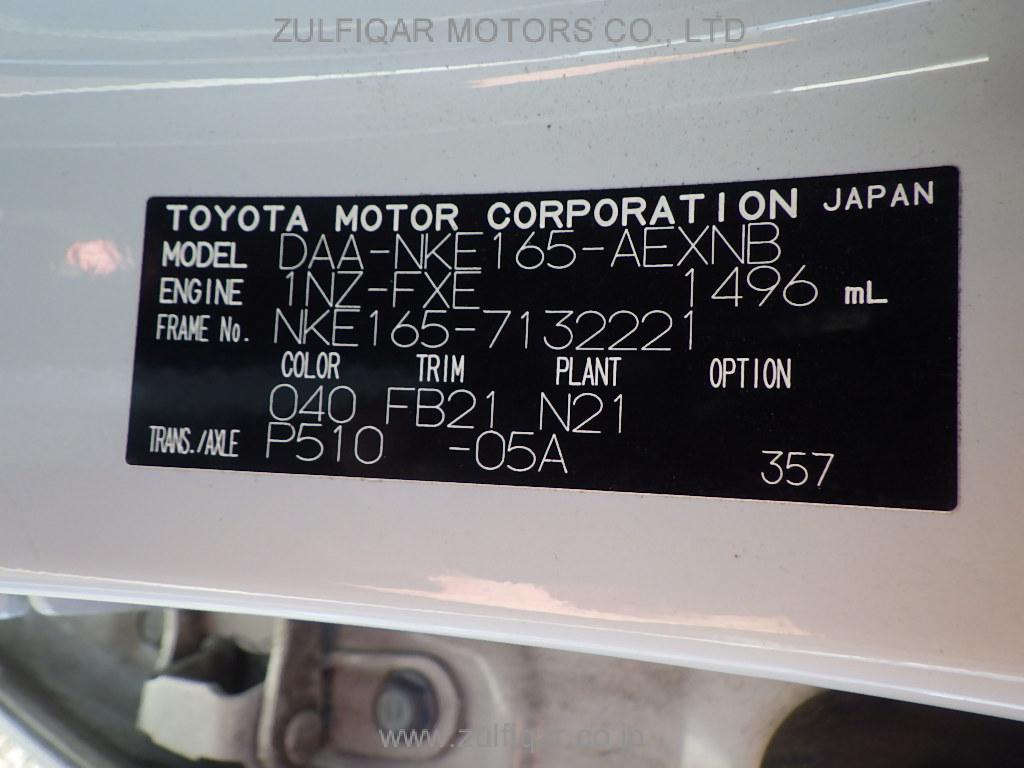 ZULFIQAR MOTORS CO., LTD
TOYOTA MOTOR CORPORATION JAPAN
MODEL DAA-NKE165-AEXNB
ENGINE 1NZ-FXE 1496 mL
FRAME No. NKE165-7132221
COLOR TRIM PLANT OPTION
040 FB21 N21
TRANS./AXLE P510 -05A 357
www.zulfiqar.co.jp